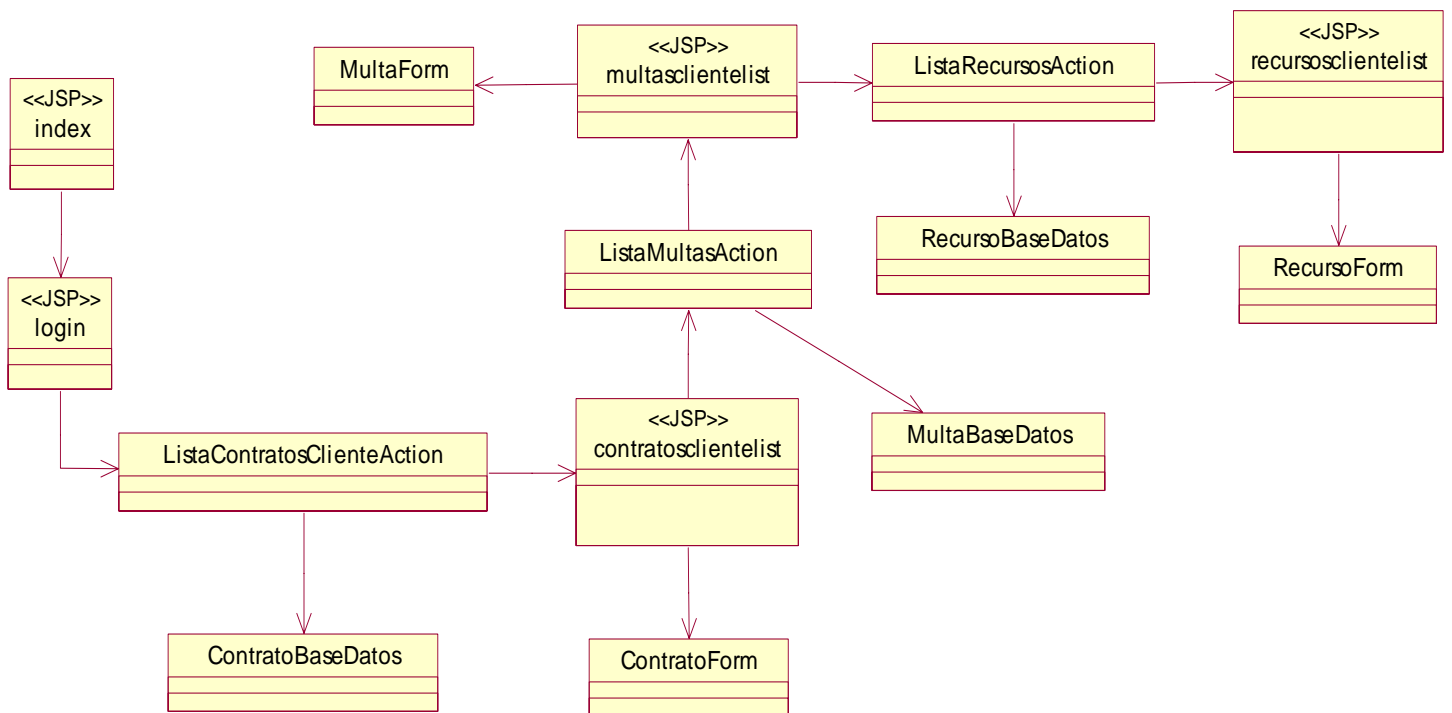 <<JSP>>
index
<<JSP>>
login
MultaForm
<<JSP>>
multasclientelist
ListaRecursosAction
<<JSP>>
recursosclientelist
ListaMultasAction
RecursoBaseDatos
RecursoForm
ListaContratosClienteAction
<<JSP>>
contratosclientelist
MultaBaseDatos
ContratoBaseDatos
ContratoForm